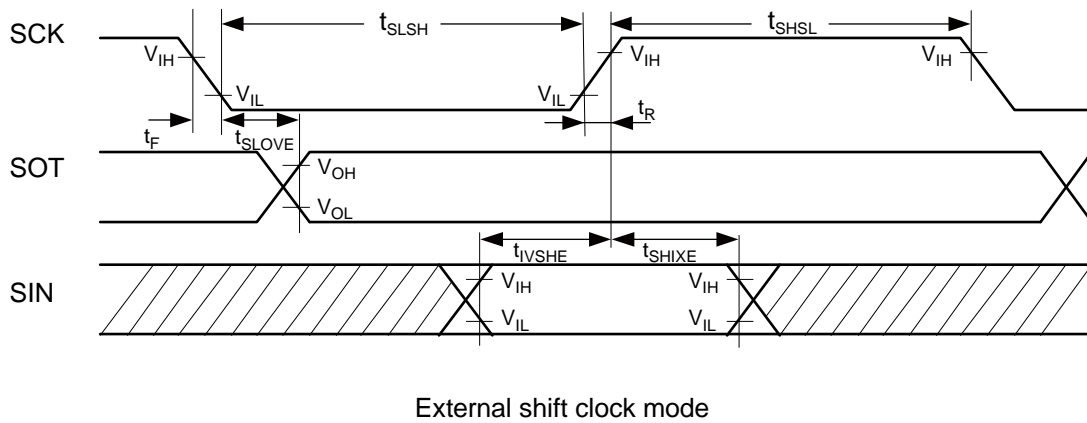 SCK
tSLSH
tSHSL
VIH
VIL
VIL
VIH
VIH
tF
tSLOVE
tR
SOT
VOH
VOL
tIVSHE
tSHIXE
SIN
VIH
VIL
VIH
VIL
External shift clock mode